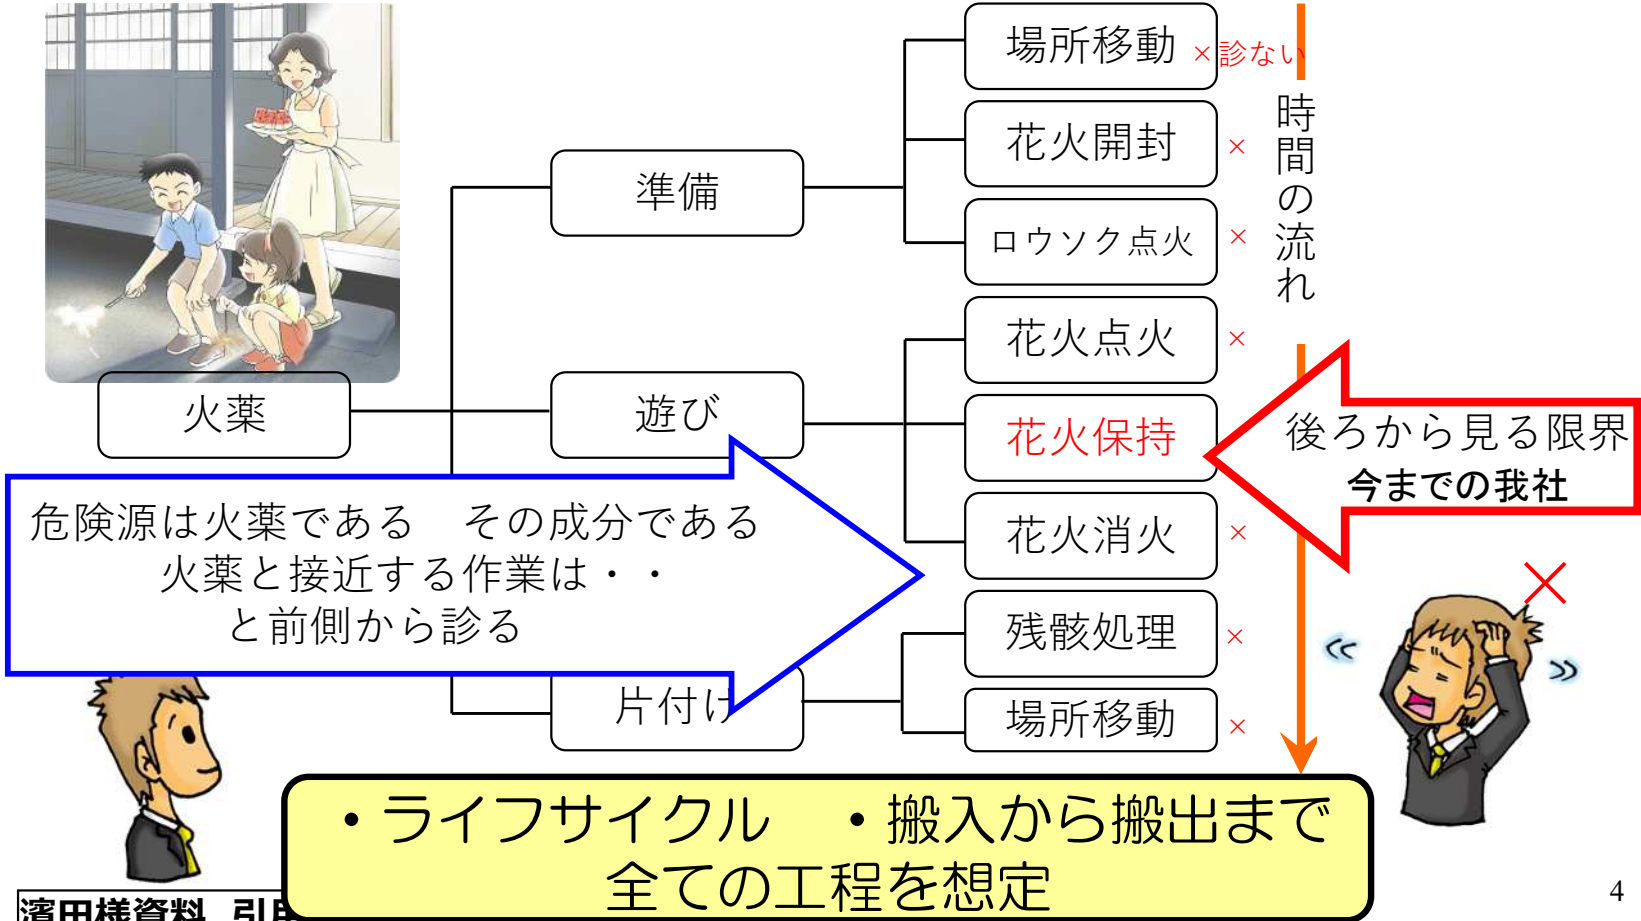 場所移動
×診ない
花火開封
×
ロウソク点火
×
時間の流れ
準備
花火点火
×
火薬
遊び
花火保持
後ろから見る限界
今までの我社
危険源は火薬である　その成分である
火薬と接近する作業は・・
と前側から診る
花火消火
×
残骸処理
×
片付け
場所移動
×
・ライフサイクル　・搬入から搬出まで
全ての工程を想定
濱田様資料 引用
4